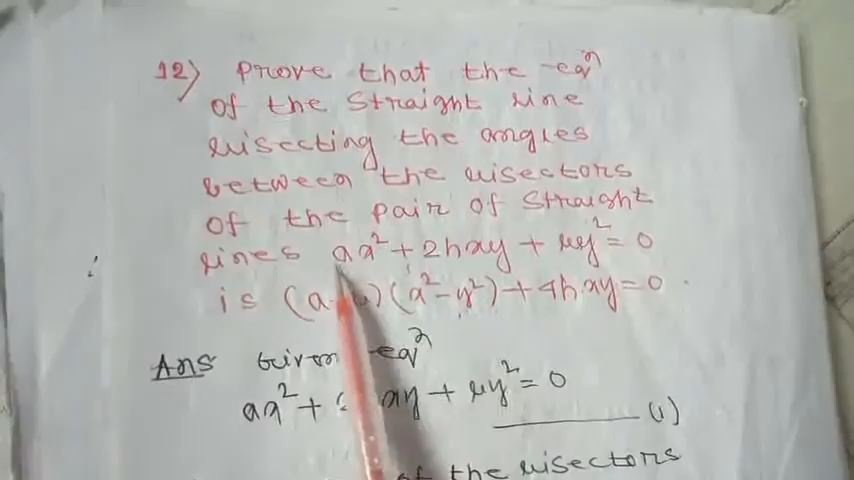 12) Prove that the eqⁿ
of the straight line
bisecting the angles
between the bisectors
of the pair of straight
lines ax² + 2hxy + by² = 0
is (a-b)(x²-y²) + 4hxy = 0
Ans Given eqⁿ
ax² + xy + by² = 0
(1)
of the bisectors